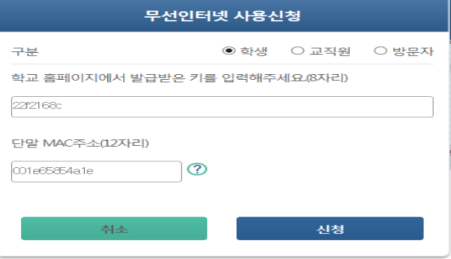 무선인터넷 사용신청
구분 학생 교직원 방문자
학교 홈페이지에서 발급받은 키를 입력해주세요.(8자리)
22f2168c
단말 MAC주소(12자리)
001e65854a1e ?
취소 신청